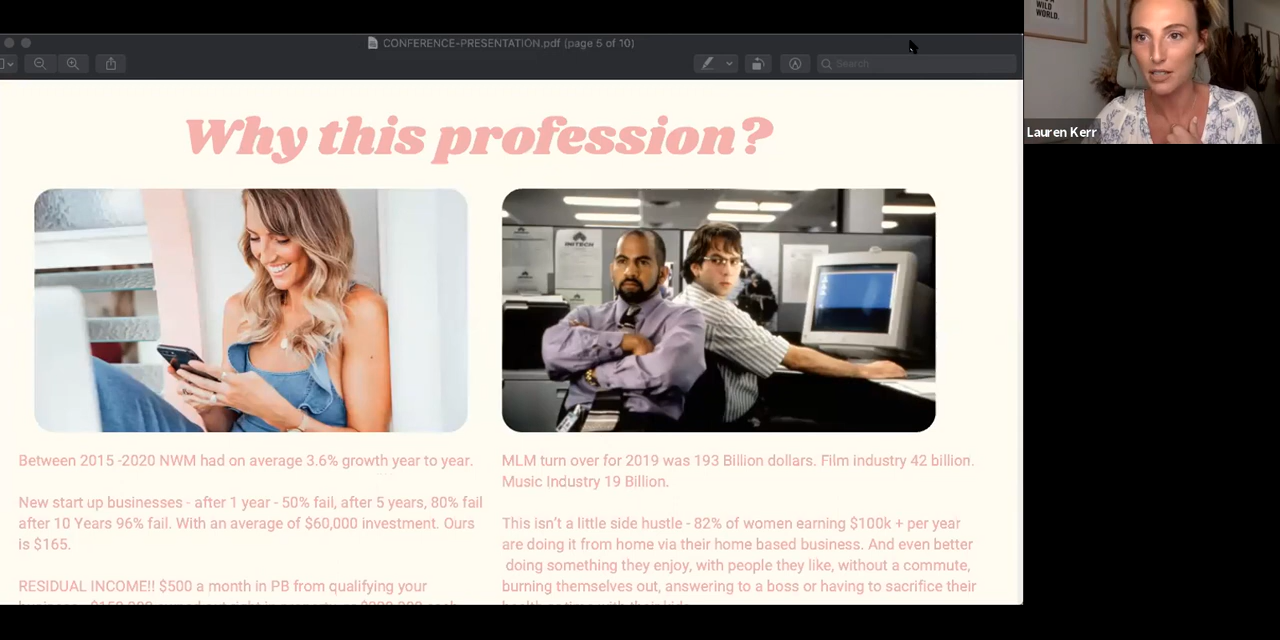 WILD
WORLD.
CONFERENCE-PRESENTATION.pdf (page 5 of 10)
Search
Lauren Kerr
Why this profession?
INITECH
Between 2015 -2020 NWM had on average 3.6% growth year to year.
New start up businesses - after 1 year - 50% fail, after 5 years, 80% fail
after 10 Years 96% fail. With an average of $60,000 investment. Ours
is $165.
RESIDUAL INCOME!! $500 a month in PB from qualifying your
MLM turn over for 2019 was 193 Billion dollars. Film industry 42 billion.
Music Industry 19 Billion.
This isn't a little side hustle - 82% of women earning $100k + per year
are doing it from home via their home based business. And even better
doing something they enjoy, with people they like, without a commute,
burning themselves out, answering to a boss or having to sacrifice their